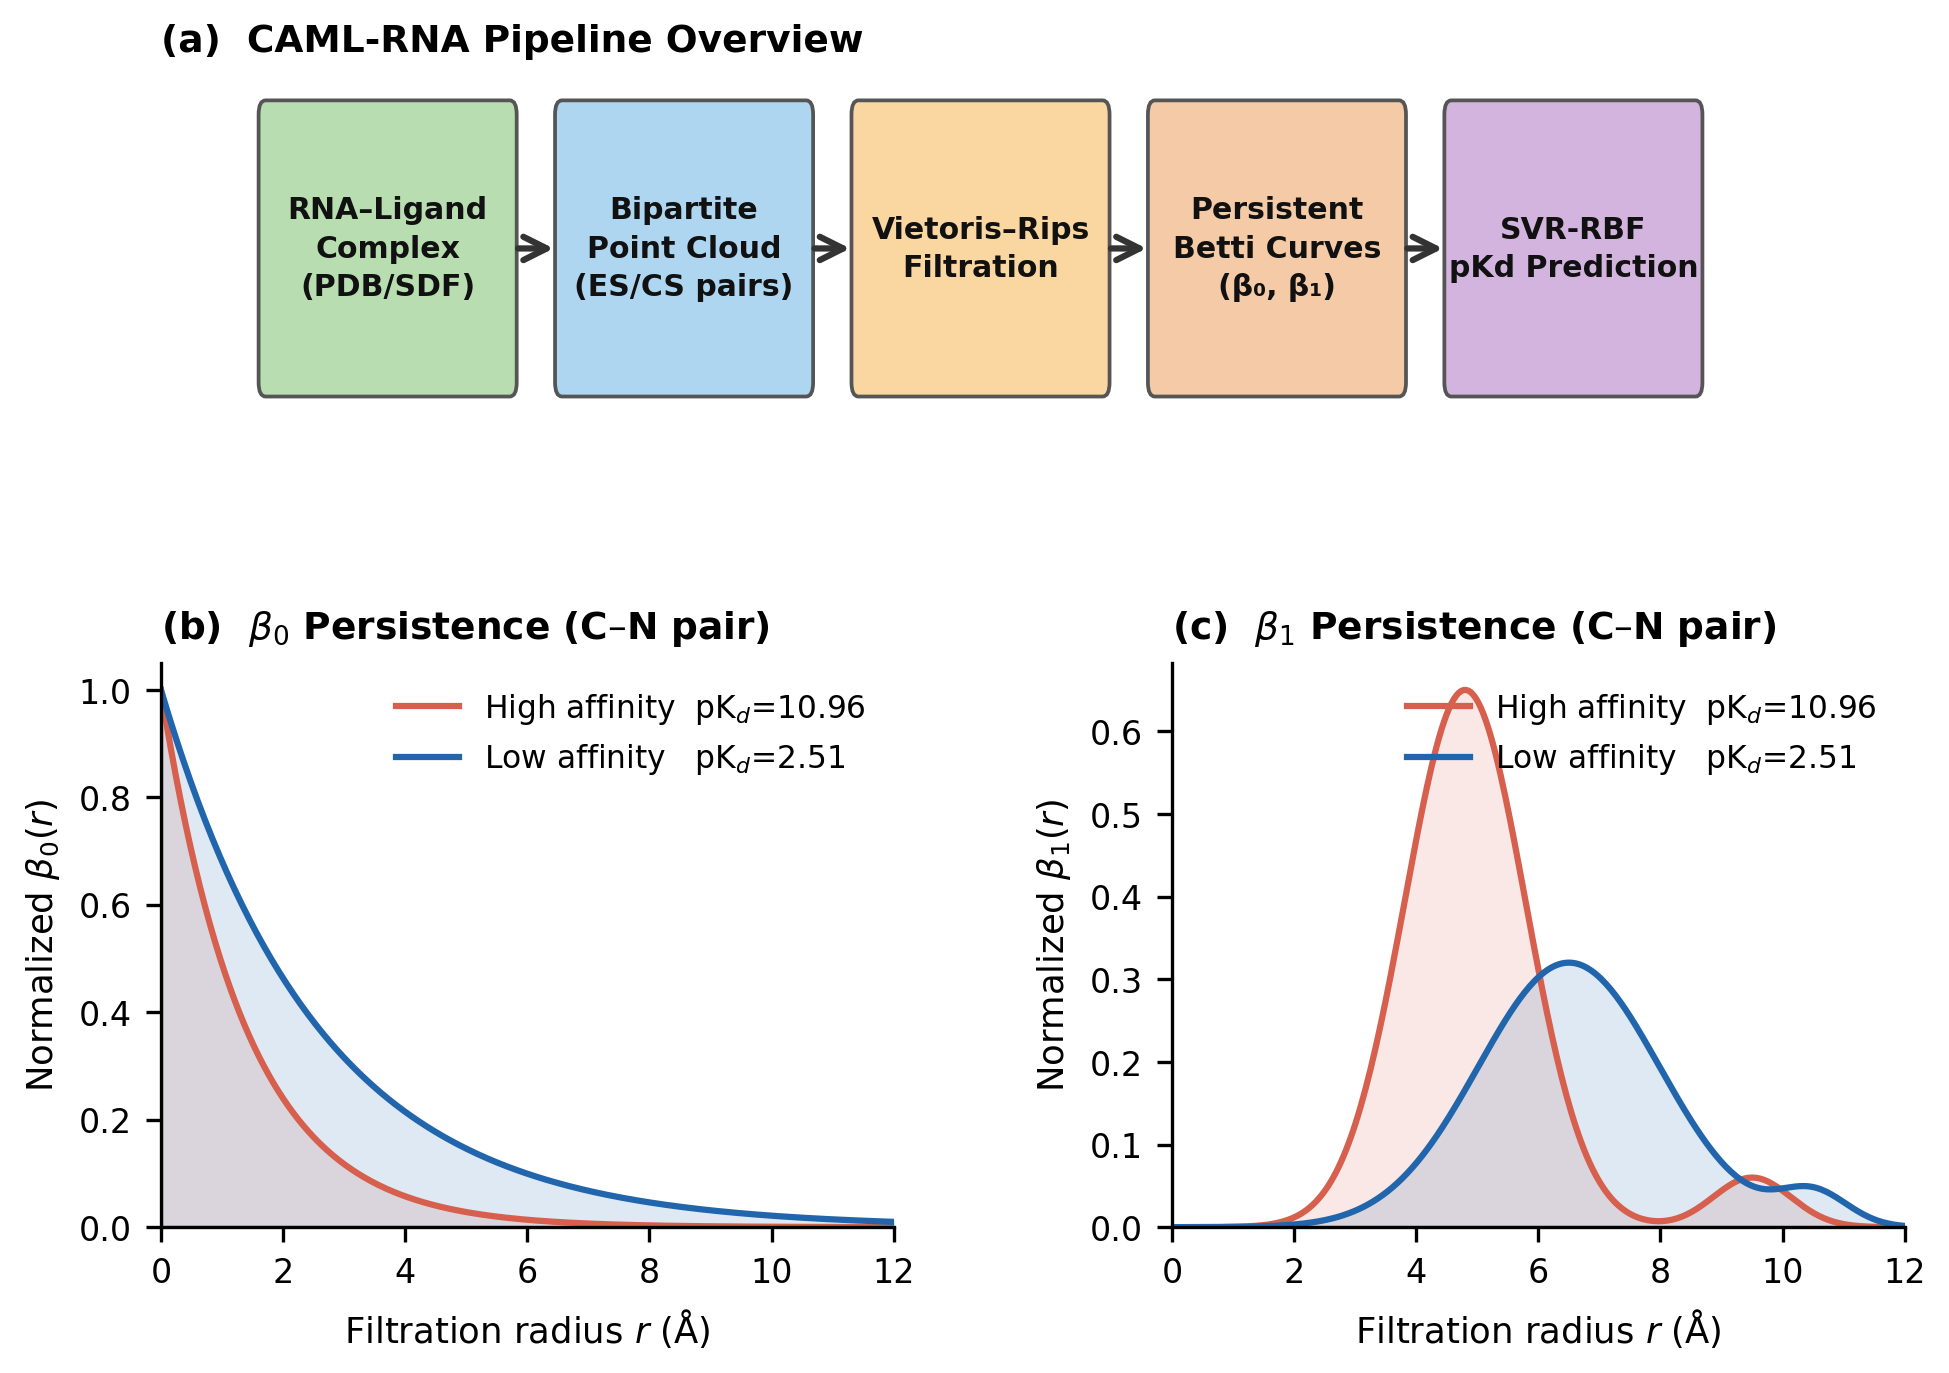 (a) CAML-RNA Pipeline Overview
RNA–Ligand
Complex
(PDB/SDF)
Bipartite
Point Cloud
(ES/CS pairs)
Vietoris–Rips
Filtration
Persistent
Betti Curves
(β₀, β₁)
SVR-RBF
pKd Prediction
(b) β₀ Persistence (C–N pair)
High affinity pK_d=10.96
Low affinity pK_d=2.51
Normalized β₀(r)
1.0
0.8
0.6
0.4
0.2
0.0
0 2 4 6 8 10 12
Filtration radius r (Å)
(c) β₁ Persistence (C–N pair)
High affinity pK_d=10.96
Low affinity pK_d=2.51
Normalized β₁(r)
0.6
0.5
0.4
0.3
0.2
0.1
0.0
0 2 4 6 8 10 12
Filtration radius r (Å)